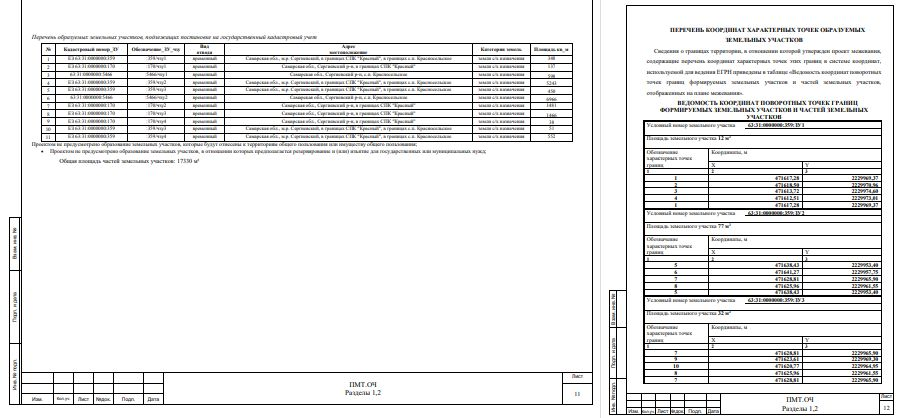 Перечень образуемых земельных участков, подлежащих постановке на государственный кадастровый учет
№ Кадастровый номер_ЗУ Обозначение_ЗУ_чзу Вид отвода Адрес местоположение Категория земель Площадь кв_м
1 ЕЗ 63:31:0000000:359 :359/чзу1 временный Самарская обл., м.р. Сергиевский, в границах СПК "Красный", в границах с.п. Красносельское земли с/х назначения 398
2 ЕЗ 63:31:0000000:170 :170/чзу1 временный Самарская обл., Сергиевский р-н, в границах СПК "Красный" земли с/х назначения 137
3 63:31:0000000:5466 :5466/чзу1 временный Самарская обл., Сергиевский р-н, с.п. Красносельское земли с/х назначения 598
4 ЕЗ 63:31:0000000:359 :359/чзу2 временный Самарская обл., м.р. Сергиевский, в границах СПК "Красный", в границах с.п. Красносельское земли с/х назначения 5243
5 ЕЗ 63:31:0000000:359 :359/чзу3 временный Самарская обл., м.р. Сергиевский, в границах СПК "Красный", в границах с.п. Красносельское земли с/х назначения 450
6 63:31:0000000:5466 :5466/чзу2 временный Самарская обл., Сергиевский р-н, с.п. Красносельское земли с/х назначения 6966
7 ЕЗ 63:31:0000000:170 :170/чзу2 временный Самарская обл., Сергиевский р-н, в границах СПК "Красный" земли с/х назначения 1481
8 ЕЗ 63:31:0000000:170 :170/чзу3 временный Самарская обл., Сергиевский р-н, в границах СПК "Красный" земли с/х назначения 1466
9 ЕЗ 63:31:0000000:170 :170/чзу4 временный Самарская обл., Сергиевский р-н, в границах СПК "Красный" земли с/х назначения
10 ЕЗ 63:31:0000000:359 временный Самарская обл., м.р. Сергиевский, в границах СПК "Красный", в границах с.п. Красносельское земли с/х назначения 51
11 ЕЗ 63:31:0000000:359 временный Самарская обл., м.р. Сергиевский, в границах СПК "Красный", в границах с.п. Красносельское земли с/х назначения 552
Проектом не предусмотрено образование земельных участков, которые будут отнесены к территориям общего пользования или имуществу общего пользования;
• Проектом не предусмотрено образование земельных участков, в отношении которых предполагается резервирование и (или) изъятие для государственных или муниципальных нужд;
Общая площадь частей земельных участков: 17330 м²
Взам. инв. №
Подп. и дата
Инв. № подл.
Изм. Кол.уч. Лист №док. Подп. Дата
ПМТ.ОЧ
Разделы 1,2
Лист
11
ПЕРЕЧЕНЬ КООРДИНАТ ХАРАКТЕРНЫХ ТОЧЕК ОБРАЗУЕМЫХ
ЗЕМЕЛЬНЫХ УЧАСТКОВ
Сведения о границах территории, в отношении которой утвержден проект межевания,
содержащие перечень координат характерных точек этих границ в системе координат,
используемой для ведения ЕГРН приведены в таблице «Ведомость координат поворотных
точек границ формируемых земельных участков и частей земельных участков,
отображенных на плане межевания».
ВЕДОМОСТЬ КООРДИНАТ ПОВОРОТНЫХ ТОЧЕК ГРАНИЦ
ФОРМИРУЕМЫХ ЗЕМЕЛЬНЫХ УЧАСТКОВ И ЧАСТЕЙ ЗЕМЕЛЬНЫХ
УЧАСТКОВ
Условный номер земельного участка :63:31:0000000:359:ЗУ1
Площадь земельного участка 12 м²
Обозначение характерных точек границ Координаты, м
X Y
1 2 3
1 471617,28 2229969,37
2 471618,50 2229970,96
3 471613,72 2229974,60
4 471612,51 2229973,01
1 471617,28 2229969,37
Условный номер земельного участка :63:31:0000000:359:ЗУ2
Площадь земельного участка 77 м²
Обозначение характерных точек границ Координаты, м
X Y
1 2 3
5 471638,43 2229953,40
6 471641,27 2229957,75
7 471628,81 2229965,90
8 471625,96 2229961,55
5 471638,43 2229953,40
Условный номер земельного участка :63:31:0000000:359:ЗУ3
Площадь земельного участка 32 м²
Обозначение характерных точек границ Координаты, м
X Y
1 2 3
7 471628,81 2229965,90
9 471623,61 2229969,30
10 471620,77 2229964,95
8 471625,96 2229961,55
7 471628,81 2229965,90
Взам. инв. №
Подп. и дата
Инв. № подл.
Изм. Кол.уч. Лист №док. Подп. Дата
ПМТ.ОЧ
Разделы 1,2
Лист
12